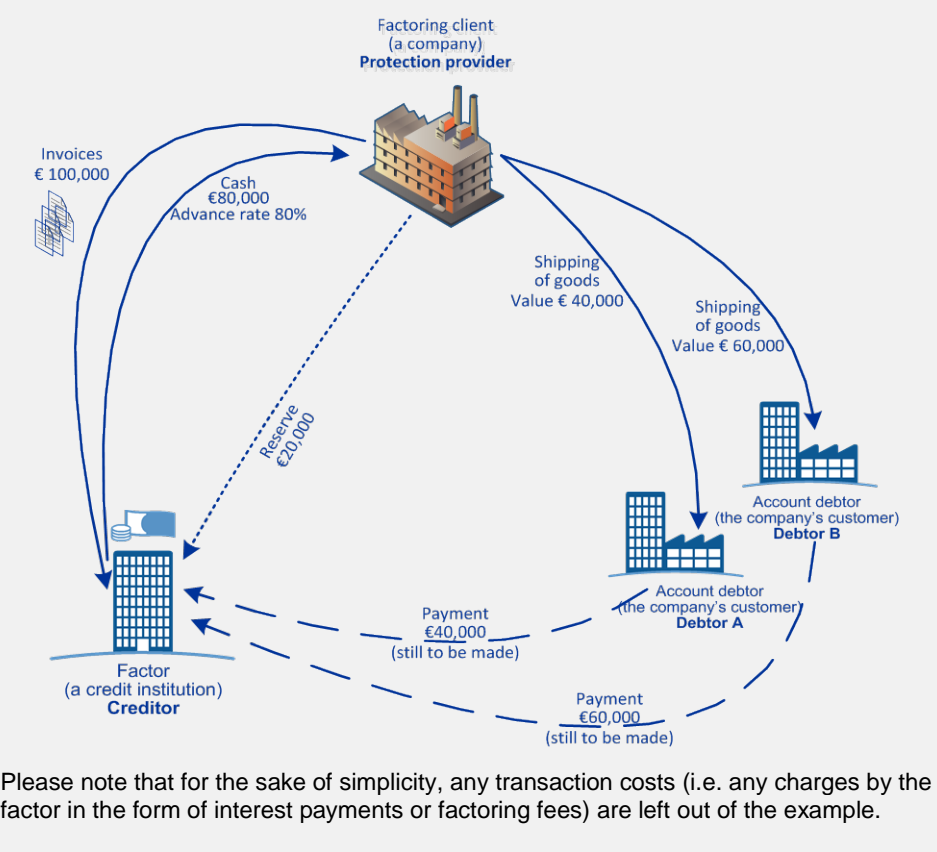 Factoring client
(a company)
Protection provider
Invoices
€ 100,000
Cash
€80,000
Advance rate 80%
Shipping
of goods
Value € 40,000
Shipping
of goods
Value € 60,000
Reserve
€20,000
Account debtor
(the company's customer)
Debtor B
Account debtor
(the company's customer)
Debtor A
Payment
€40,000
(still to be made)
Factor
(a credit institution)
Creditor
Payment
€60,000
(still to be made)
Please note that for the sake of simplicity, any transaction costs (i.e. any charges by the
factor in the form of interest payments or factoring fees) are left out of the example.